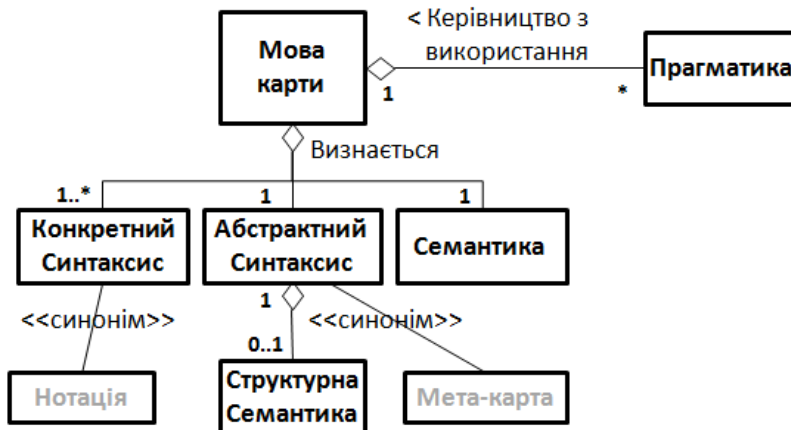 Мова
карти
< Керівництво з
використання
Прагматика
1
*
Визнається
1..*
1
1
Конкретний
Синтаксис
Абстрактний
Синтаксис
Семантика
<<синонім>>
1
<<синонім>>
0..1
Нотація
Структурна
Семантика
Мета-карта